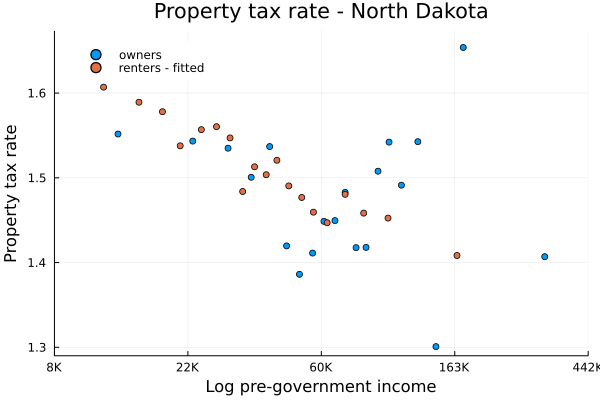 Property tax rate - North Dakota
owners
renters - fitted
Property tax rate
1.6
1.5
1.4
1.3
8K 22K 60K 163K 442K
Log pre-government income